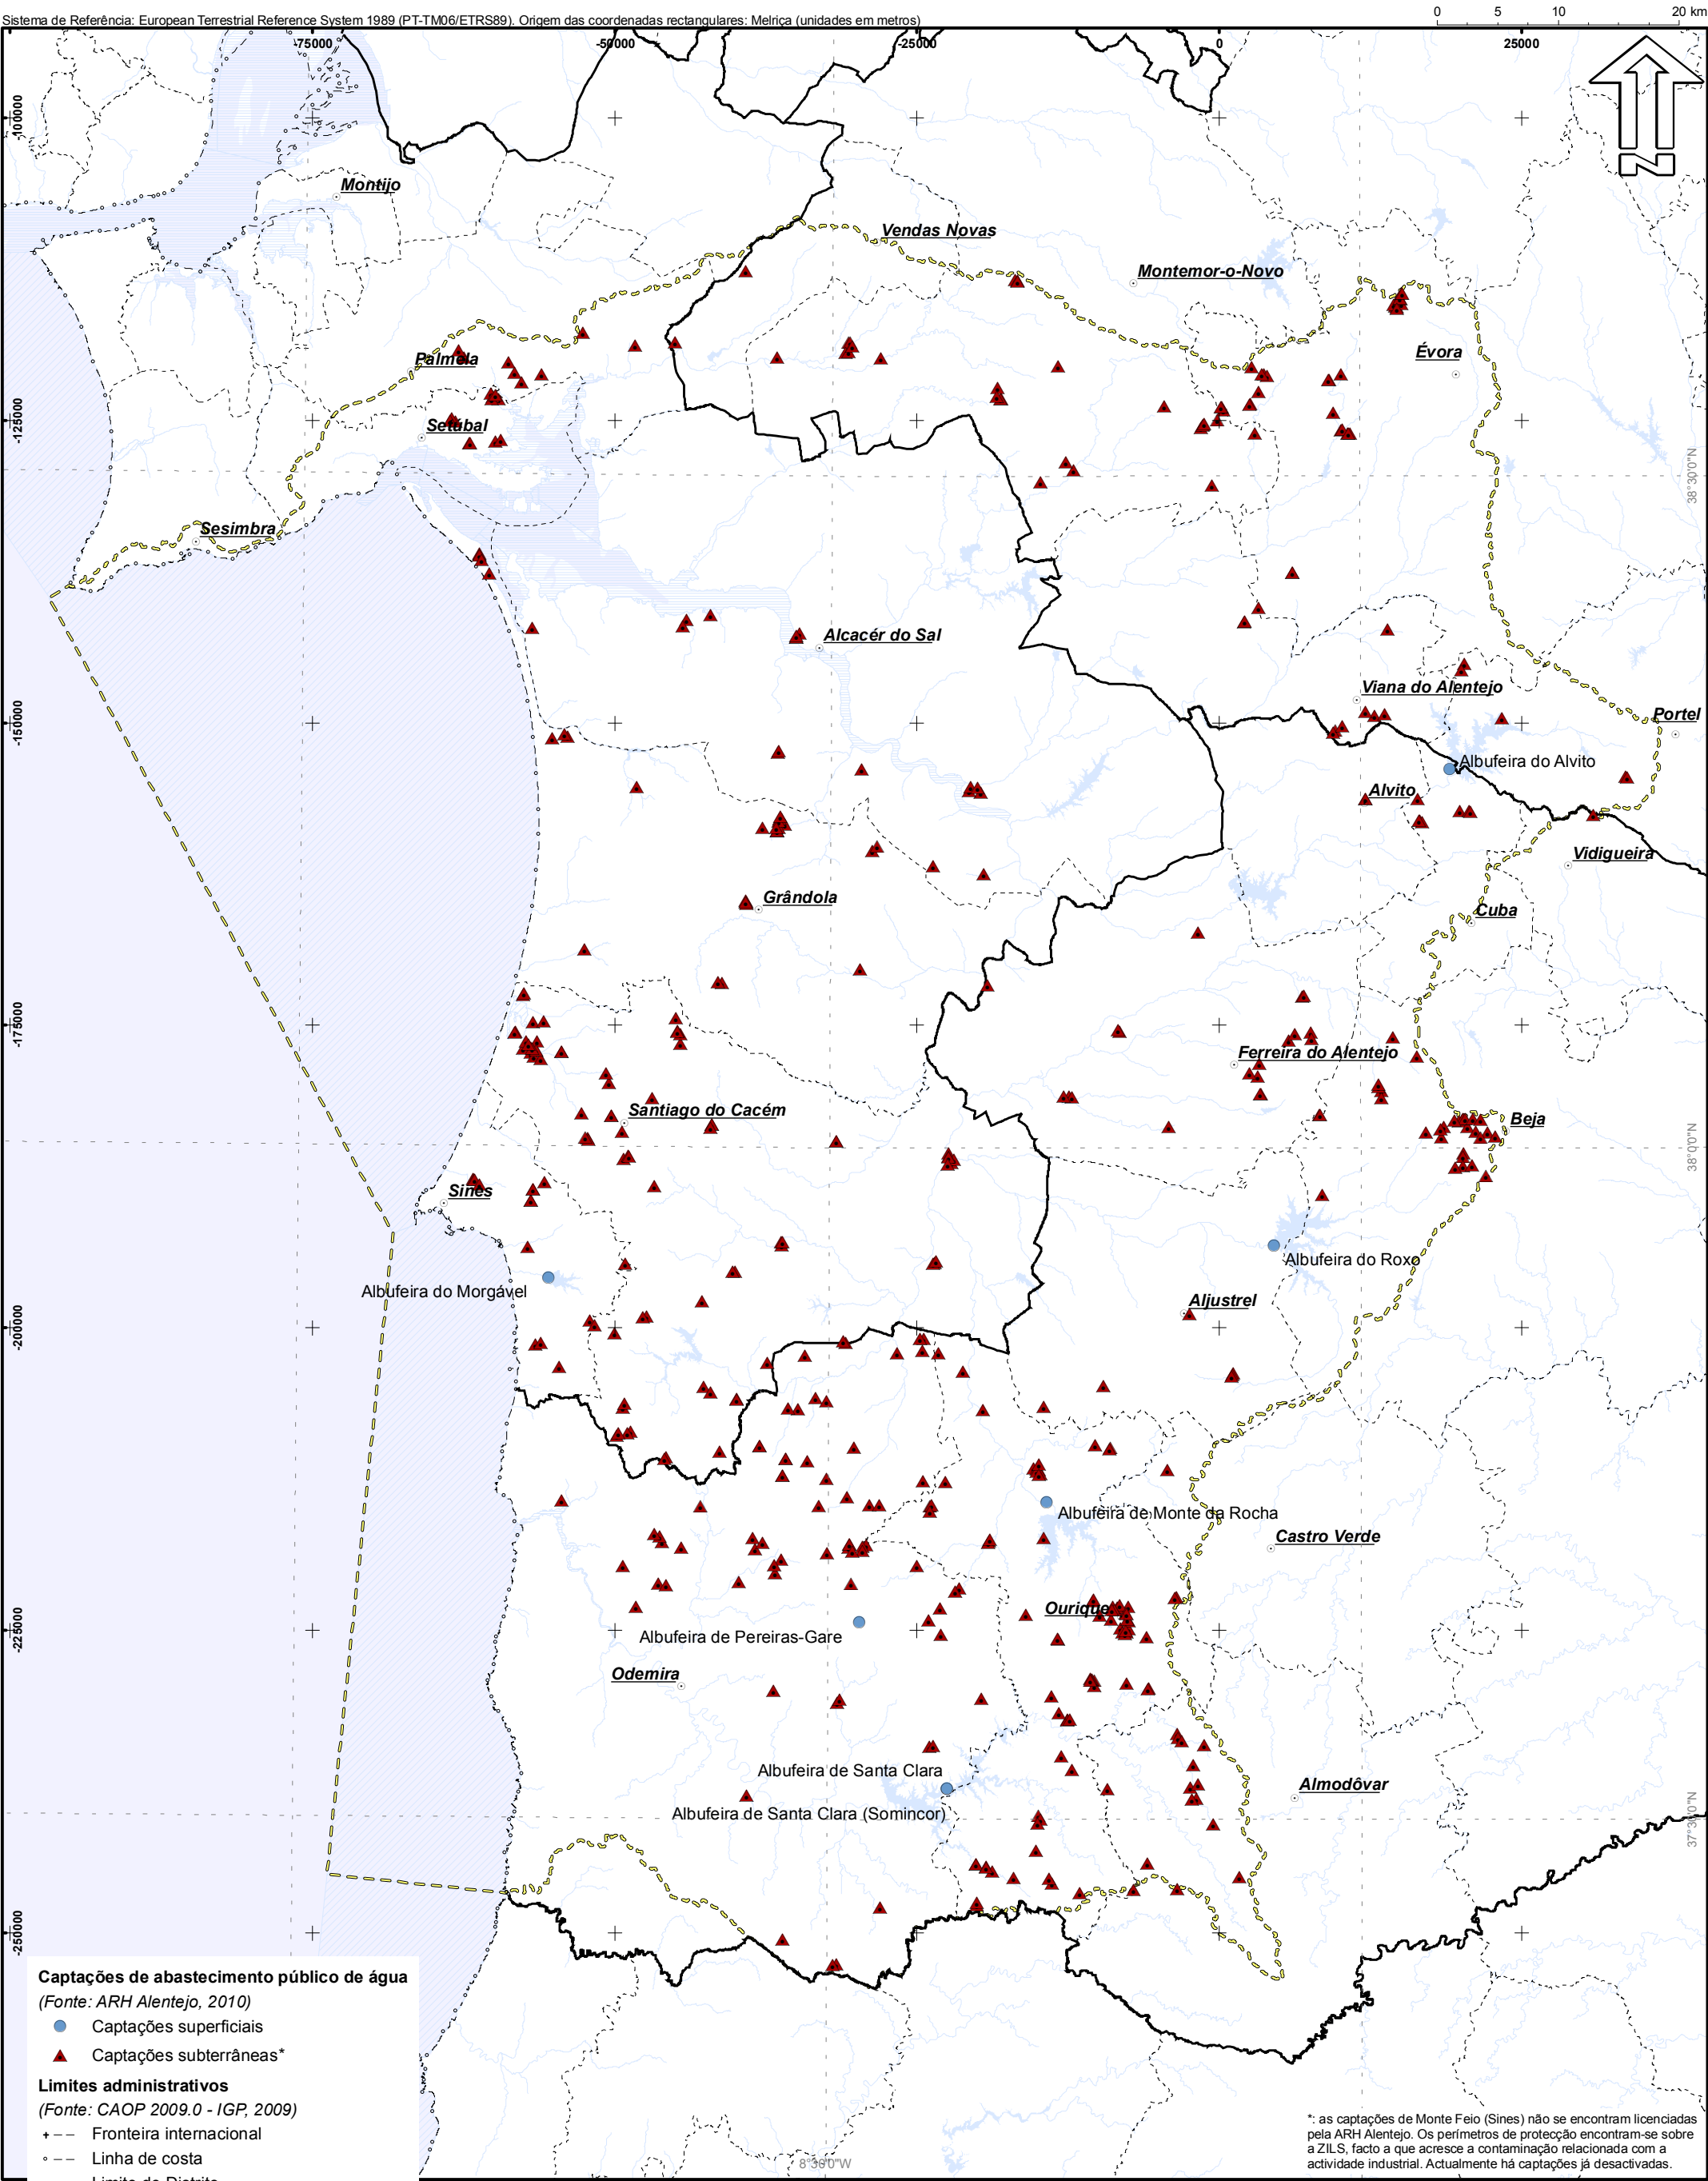 Sistema de Referência: European Terrestrial Reference System 1989 (PT-TM06/ETRS89). Origem das coordenadas rectangulares: Melriça (unidades em metros)
0 5 10 20 km
-75000 -50000 -25000 0 25000
-100000
-125000
-150000
-175000
-200000
-225000
-250000
N
Montijo
Vendas Novas
Montemor-o-Novo
Évora
Palmela
Setúbal
38°30'0"N
Sesimbra
Alcacér do Sal
Viana do Alentejo
Portel
Albufeira do Alvito
Alvito
Vidigueira
Grândola
Cuba
Ferreira do Alentejo
Santiago do Cacém
Beja
38°0'0"N
Sines
Albufeira do Roxo
Albufeira do Morgável
Aljustrel
Albufeira de Monte da Rocha
Castro Verde
Ourique
Albufeira de Pereiras-Gare
Odemira
Albufeira de Santa Clara
Almodôvar
Albufeira de Santa Clara (Somincor)
37°30'0"N
8°30'0"W
Captações de abastecimento público de água
(Fonte: ARH Alentejo, 2010)
Captações superficiais
Captações subterrâneas*
Limites administrativos
(Fonte: CAOP 2009.0 - IGP, 2009)
Fronteira internacional
Linha de costa
Limite de Distrito
*: as captações de Monte Feio (Sines) não se encontram licenciadas
pela ARH Alentejo. Os perímetros de protecção encontram-se sobre
a ZILS, facto a que acresce a contaminação relacionada com a
actividade industrial. Actualmente há captações já desactivadas.